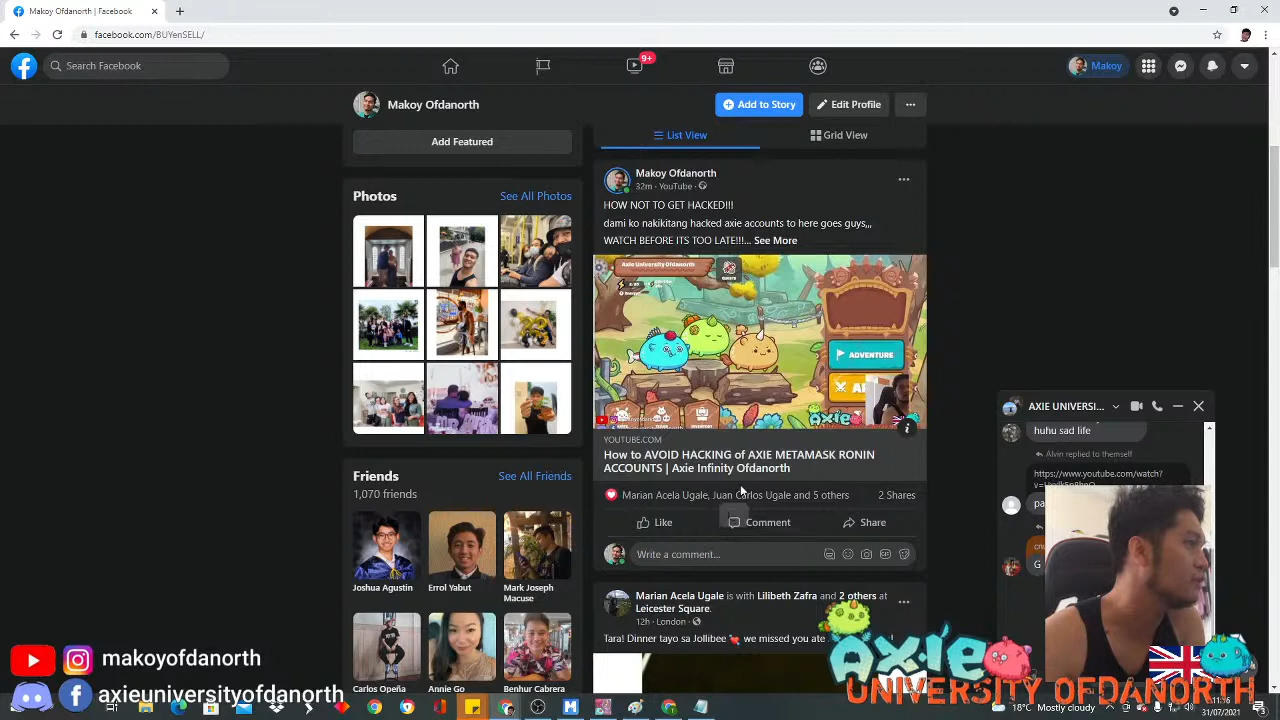 Makoy Ofdanorth | Facebook
facebook.com/BUYenSELL/
Search Facebook
9+
Makoy
Makoy Ofdanorth
Add to Story
Edit Profile
Add Featured
List View
Grid View
Photos
See All Photos
Makoy Ofdanorth
32m · YouTube ·
HOW NOT TO GET HACKED!!!
dami ko nakikitang hacked axie accounts to here goes guys,,,
WATCH BEFORE ITS TOO LATE!!!... See More
Axie University Ofdanorth
ADVENTURE
YOUTUBE.COM
How to AVOID HACKING of AXIE METAMASK RONIN
ACCOUNTS | Axie Infinity Ofdanorth
Marian Acela Ugale, Juan Carlos Ugale and 5 others
2 Shares
Like
Comment
Share
Write a comment...
Friends
See All Friends
1,070 friends
Joshua Agustin
Errol Yabut
Mark Joseph
Macuse
Carlos Opeña
Annie Go
Benhur Cabrera
Marian Acela Ugale is with Lilibeth Zafra and 2 others at
Leicester Square.
12h · London ·
Tara! Dinner tayo sa Jollibee we missed you ate
AXIE UNIVERSI...
huhu sad life
Alvin replied to themself
https://www.youtube.com/watch?
makoyofdanorth
axieuniversityofdanorth
Axie
UNIVERSITY OFDANORTH
18°C Mostly cloudy
11:16
31/07/2021